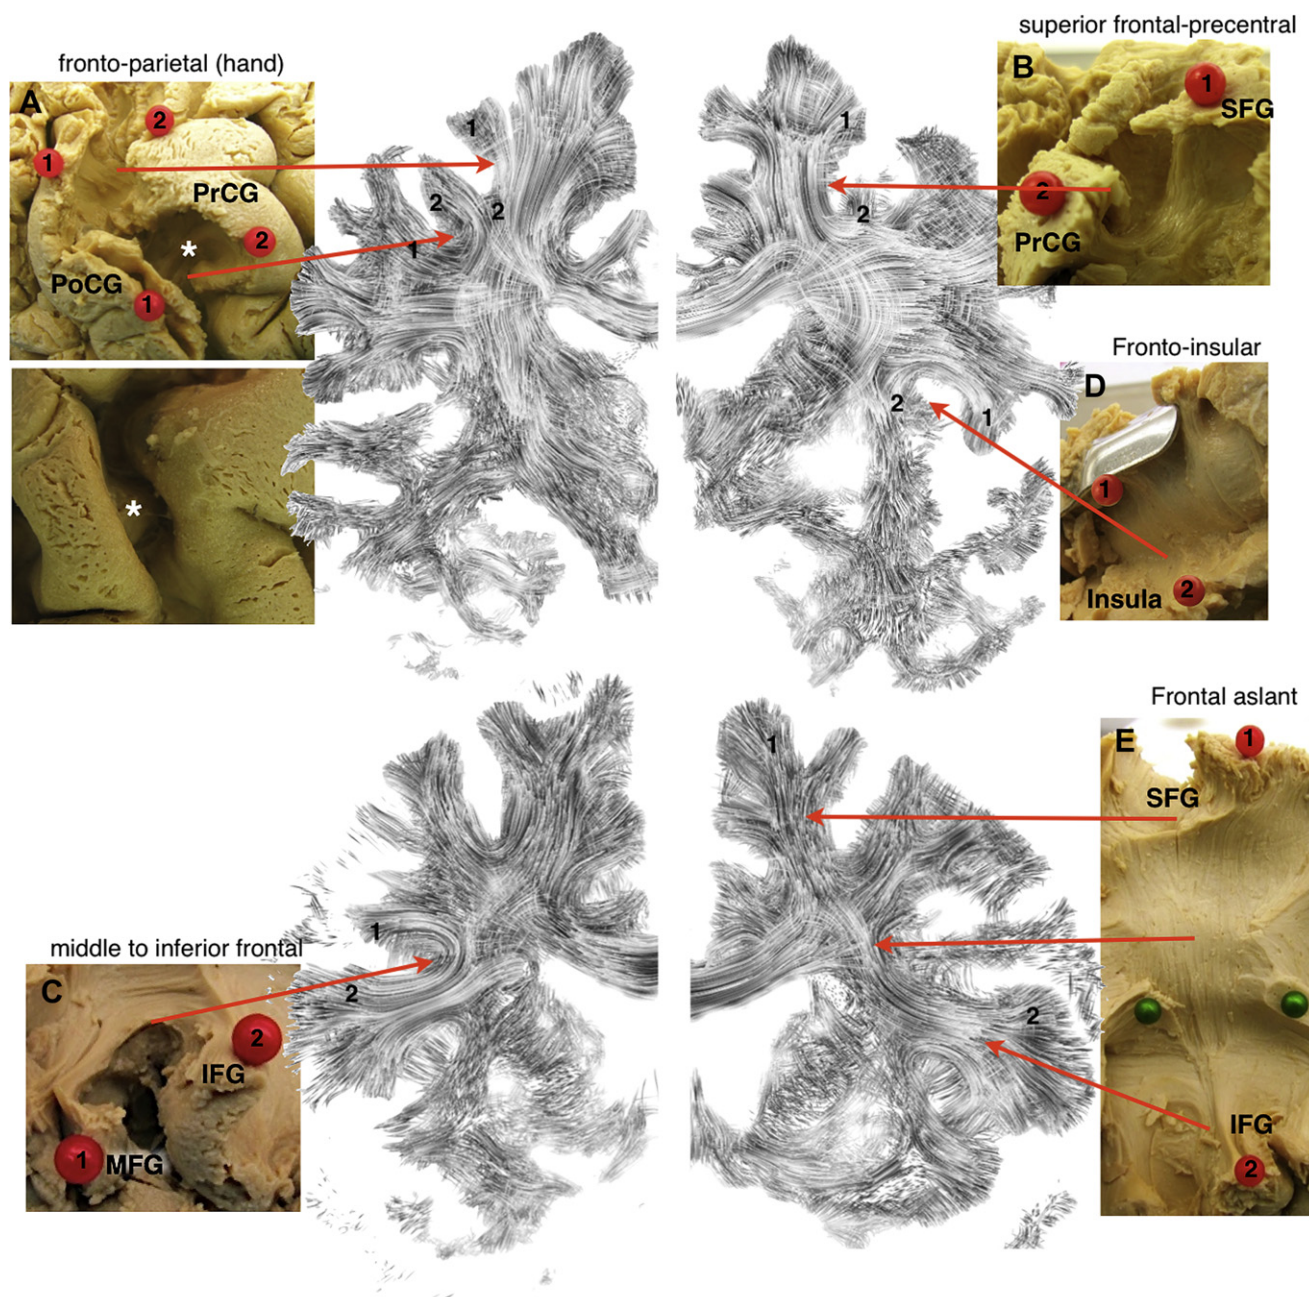 superior frontal-precentral
fronto-parietal (hand)
A
2
1
PrCG
*
2
PoCG
1
*
1
2
2
1
1
2
B
1
SFG
2
PrCG
Fronto-insular
D
1
Insula
2
2
1
Frontal aslant
E
1
SFG
IFG
2
1
2
middle to inferior frontal
C
2
IFG
1
MFG
1
2